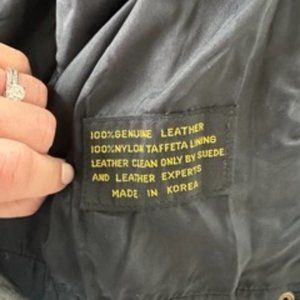 100% GENUINE LEATHER
100% NYLON TAFFETA LINING
LEATHER CLEAN ONLY BY SUEDE
AND LEATHER EXPERTS
MADE IN KOREA